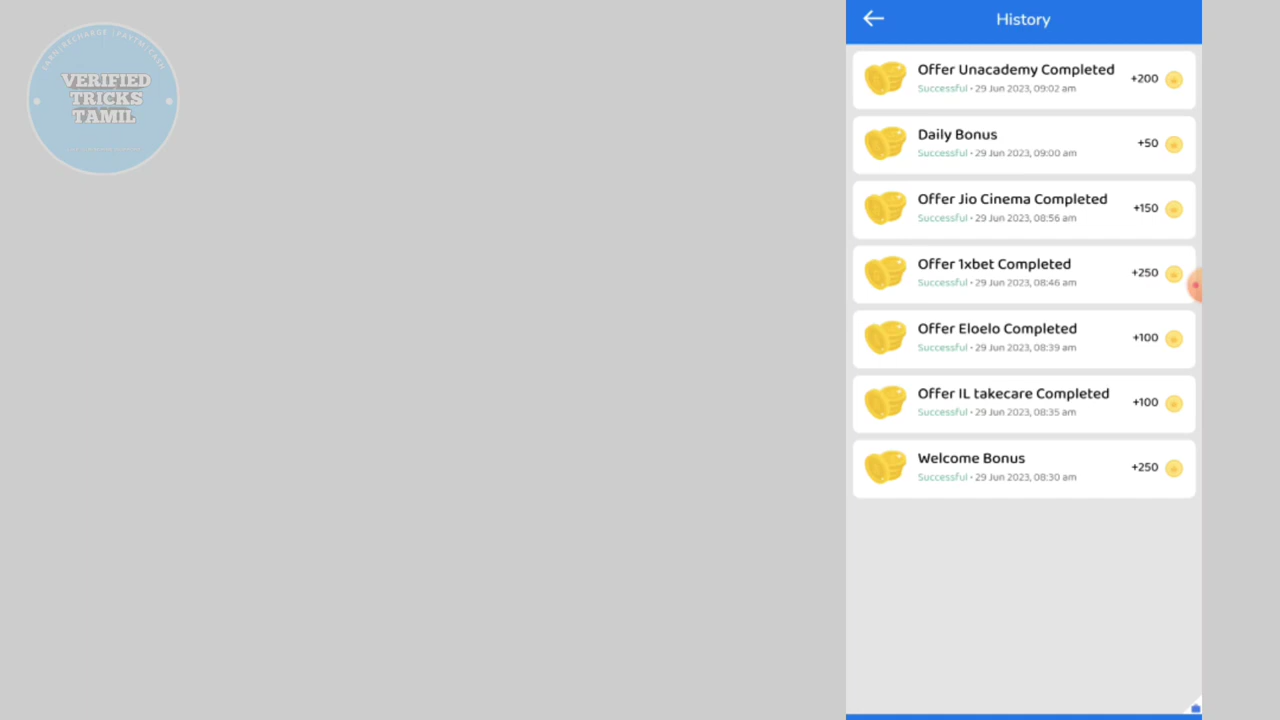 EARN|RECHARGE|PAYTM|CASH
VERIFIED
TRICKS
TAMIL
History
Offer Unacademy Completed
+200
Successful • 29 Jun 2023, 09:02 am
Daily Bonus
+50
Successful • 29 Jun 2023, 09:00 am
Offer Jio Cinema Completed
+150
Successful • 29 Jun 2023, 08:56 am
Offer 1xbet Completed
+250
Successful • 29 Jun 2023, 08:46 am
Offer Eloelo Completed
+100
Successful • 29 Jun 2023, 08:39 am
Offer IL takecare Completed
+100
Successful • 29 Jun 2023, 08:35 am
Welcome Bonus
+250
Successful • 29 Jun 2023, 08:30 am